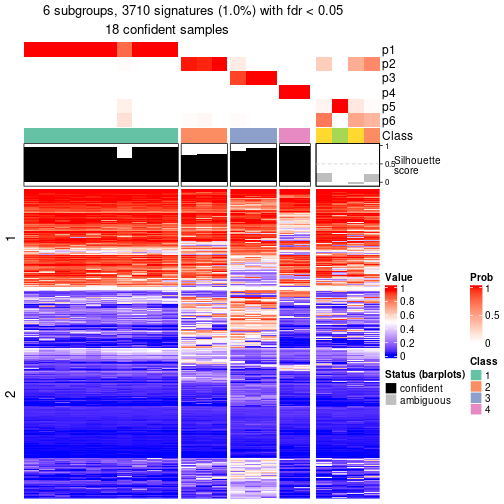 6 subgroups, 3710 signatures (1.0%) with fdr < 0.05
18 confident samples
p1
p2
p3
p4
p5
p6
Class
1
0.5
0
Silhouette
score
1
2
Value
1
0.8
0.6
0.4
0.2
0
Status (barplots)
confident
ambiguous
Prob
1
0.5
0
Class
1
2
3
4